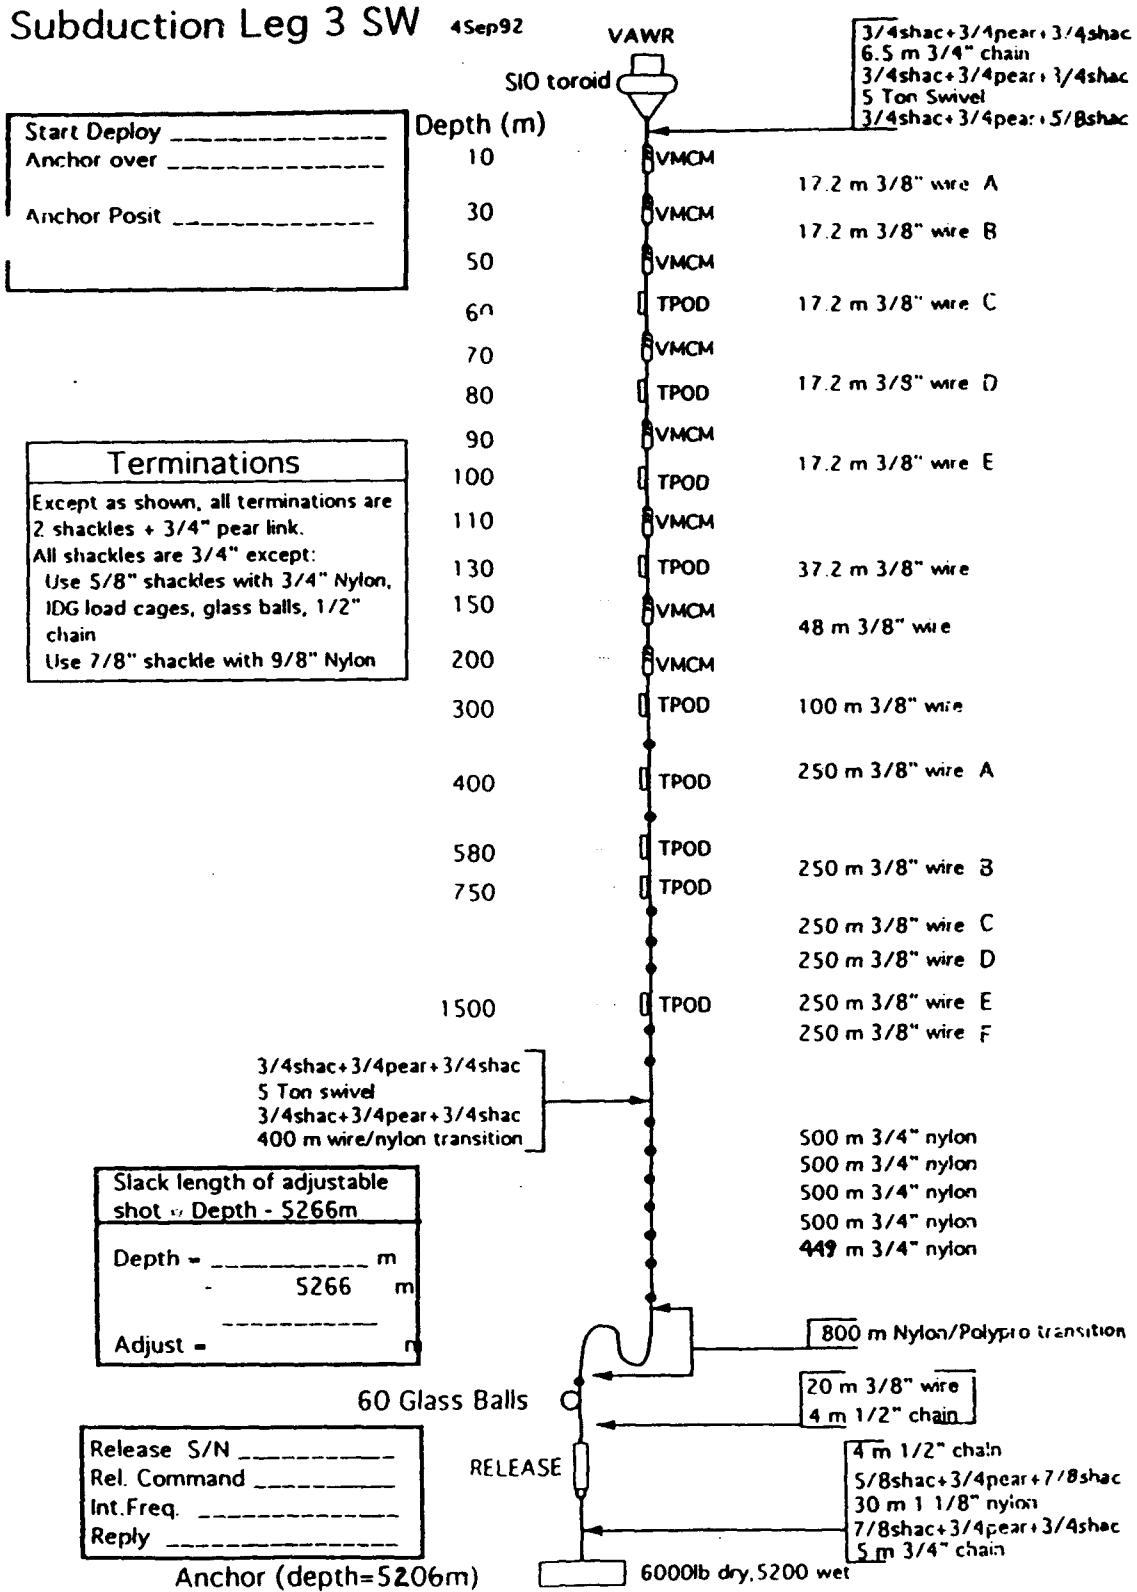 Subduction Leg 3 SW 4Sep92
VAWR
SIO toroid
3/4shac+3/4pear+3/4shac
6.5 m 3/4" chain
3/4shac+3/4pear+3/4shac
5 Ton Swivel
3/4shac+3/4pear+5/8shac
Start Deploy
Anchor over
Anchor Posit
Depth (m)
10 VMCM
17.2 m 3/8" wire A
30 VMCM
17.2 m 3/8" wire B
50 VMCM
60 TPOD 17.2 m 3/8" wire C
70 VMCM
80 TPOD 17.2 m 3/8" wire D
90 VMCM
100 TPOD 17.2 m 3/8" wire E
110 VMCM
130 TPOD 37.2 m 3/8" wire
150 VMCM
48 m 3/8" wire
200 VMCM
300 TPOD 100 m 3/8" wire
400 TPOD 250 m 3/8" wire A
580 TPOD
250 m 3/8" wire B
750 TPOD
250 m 3/8" wire C
250 m 3/8" wire D
1500 TPOD 250 m 3/8" wire E
250 m 3/8" wire F
Terminations
Except as shown, all terminations are
2 shackles + 3/4" pear link.
All shackles are 3/4" except:
Use 5/8" shackles with 3/4" Nylon,
IDG load cages, glass balls, 1/2"
chain
Use 7/8" shackle with 9/8" Nylon
3/4shac+3/4pear+3/4shac
5 Ton swivel
3/4shac+3/4pear+3/4shac
400 m wire/nylon transition
500 m 3/4" nylon
500 m 3/4" nylon
500 m 3/4" nylon
500 m 3/4" nylon
449 m 3/4" nylon
Slack length of adjustable
shot = Depth - 5266m
Depth = m
- 5266 m
Adjust = m
800 m Nylon/Polypro transition
60 Glass Balls
20 m 3/8" wire
4 m 1/2" chain
Release S/N
Rel. Command
Int.Freq.
Reply
RELEASE
4 m 1/2" chain
5/8shac+3/4pear+7/8shac
30 m 1 1/8" nylon
7/8shac+3/4pear+3/4shac
5 m 3/4" chain
Anchor (depth=5206m)
6000lb dry,5200 wet